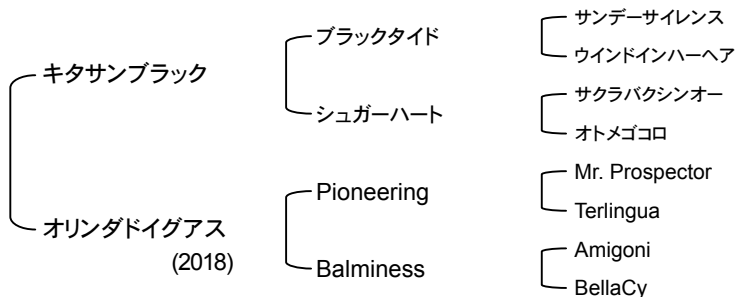 キタサンブラック
オリンダドイグアス
(2018)
ブラックタイド
シュガーハート
Pioneering
Balminess
サンデーサイレンス
ウインドインハーヘア
サクラバクシンオー
オトメゴコロ
Mr. Prospector
Terlingua
Amigoni
BellaCy